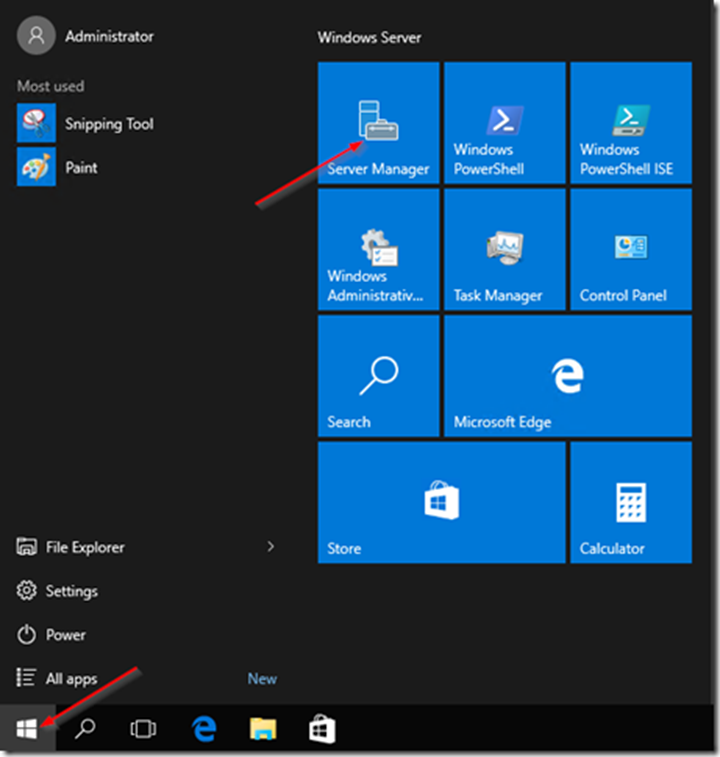 Administrator
Windows Server
Most used
Snipping Tool
Paint
Server Manager
Windows
PowerShell
Windows
PowerShell ISE
Windows
Administrativ...
Task Manager
Control Panel
Search
Microsoft Edge
Store
Calculator
File Explorer
Settings
Power
All apps
New